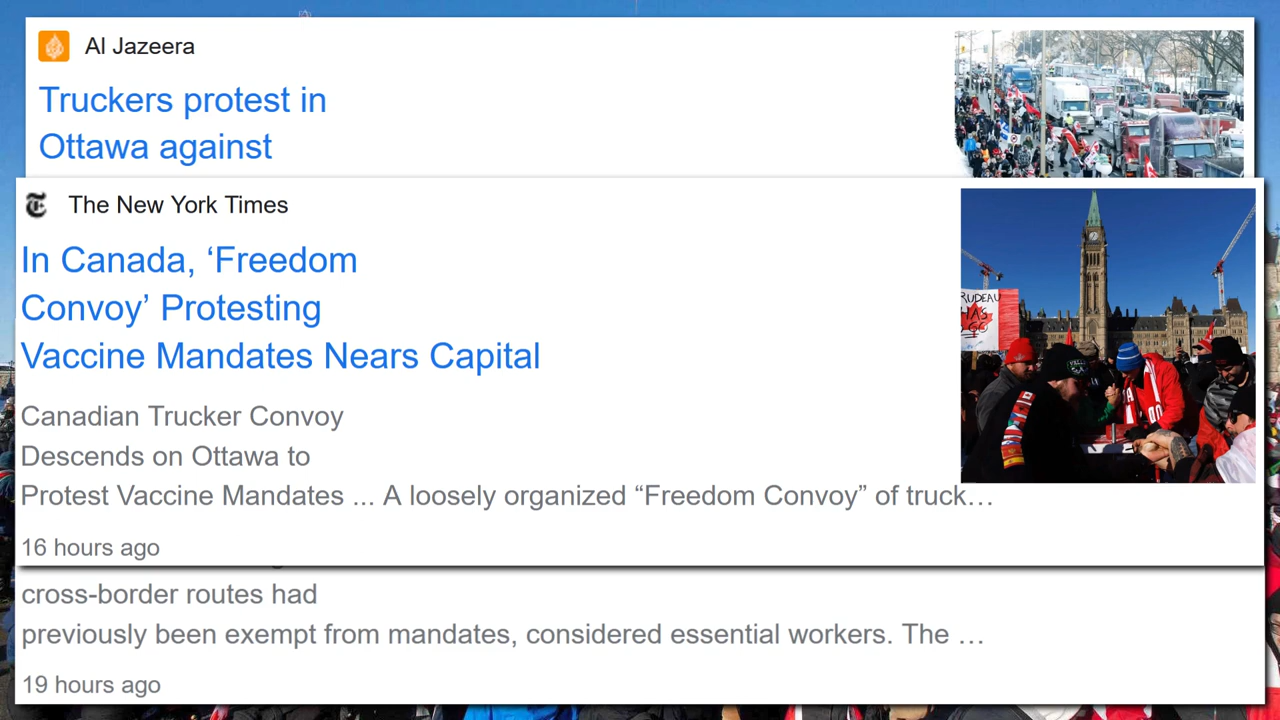 Al Jazeera
Truckers protest in
Ottawa against
The New York Times
In Canada, ‘Freedom
Convoy’ Protesting
Vaccine Mandates Nears Capital
RUDEAU
HAS
Canadian Trucker Convoy
Descends on Ottawa to
Protest Vaccine Mandates ... A loosely organized “Freedom Convoy” of truck…
16 hours ago
cross-border routes had
previously been exempt from mandates, considered essential workers. The …
19 hours ago